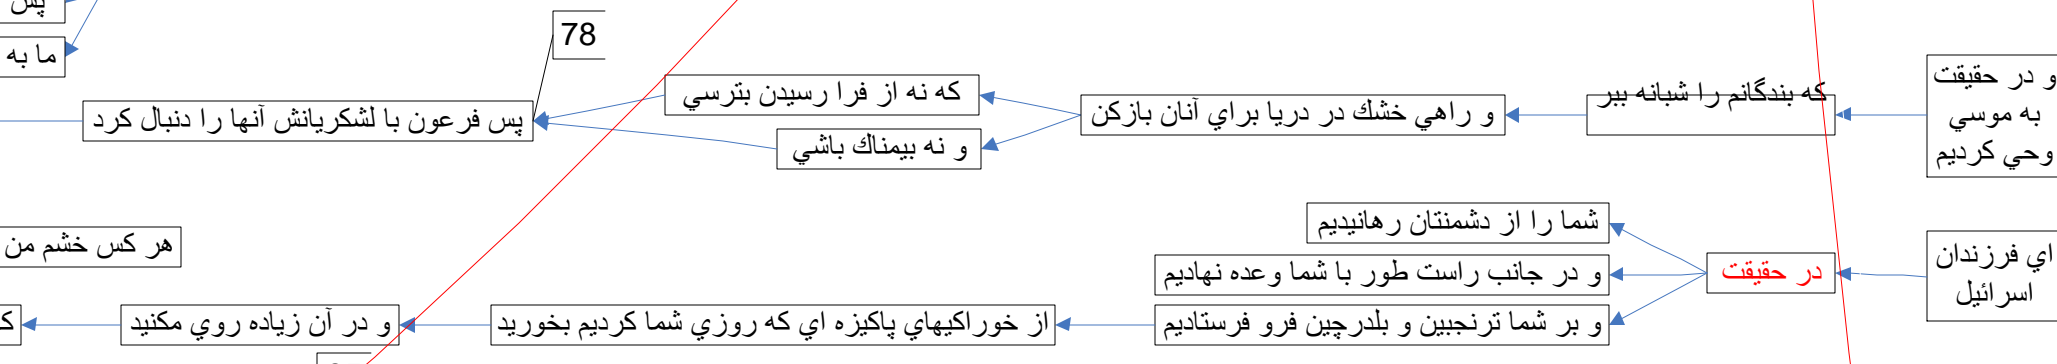 و در حقيقت
به موسي
وحي كرديم
كه بندگانم را شبانه ببر
و راهي خشك در دريا براي آنان بازكن
كه نه از فرا رسيدن بترسي
و نه بيمناك باشي
78
پس فرعون با لشكريانش آنها را دنبال كرد
پس
ما به
اي فرزندان
اسرائيل
در حقيقت
شما را از دشمنتان رهانيديم
و در جانب راست طور با شما وعده نهاديم
و بر شما ترنجبين و بلدرچين فرو فرستاديم
از خوراكيهاي پاكيزه اي كه روزي شما كرديم بخوريد
و در آن زياده روي مكنيد
هر كس خشم من